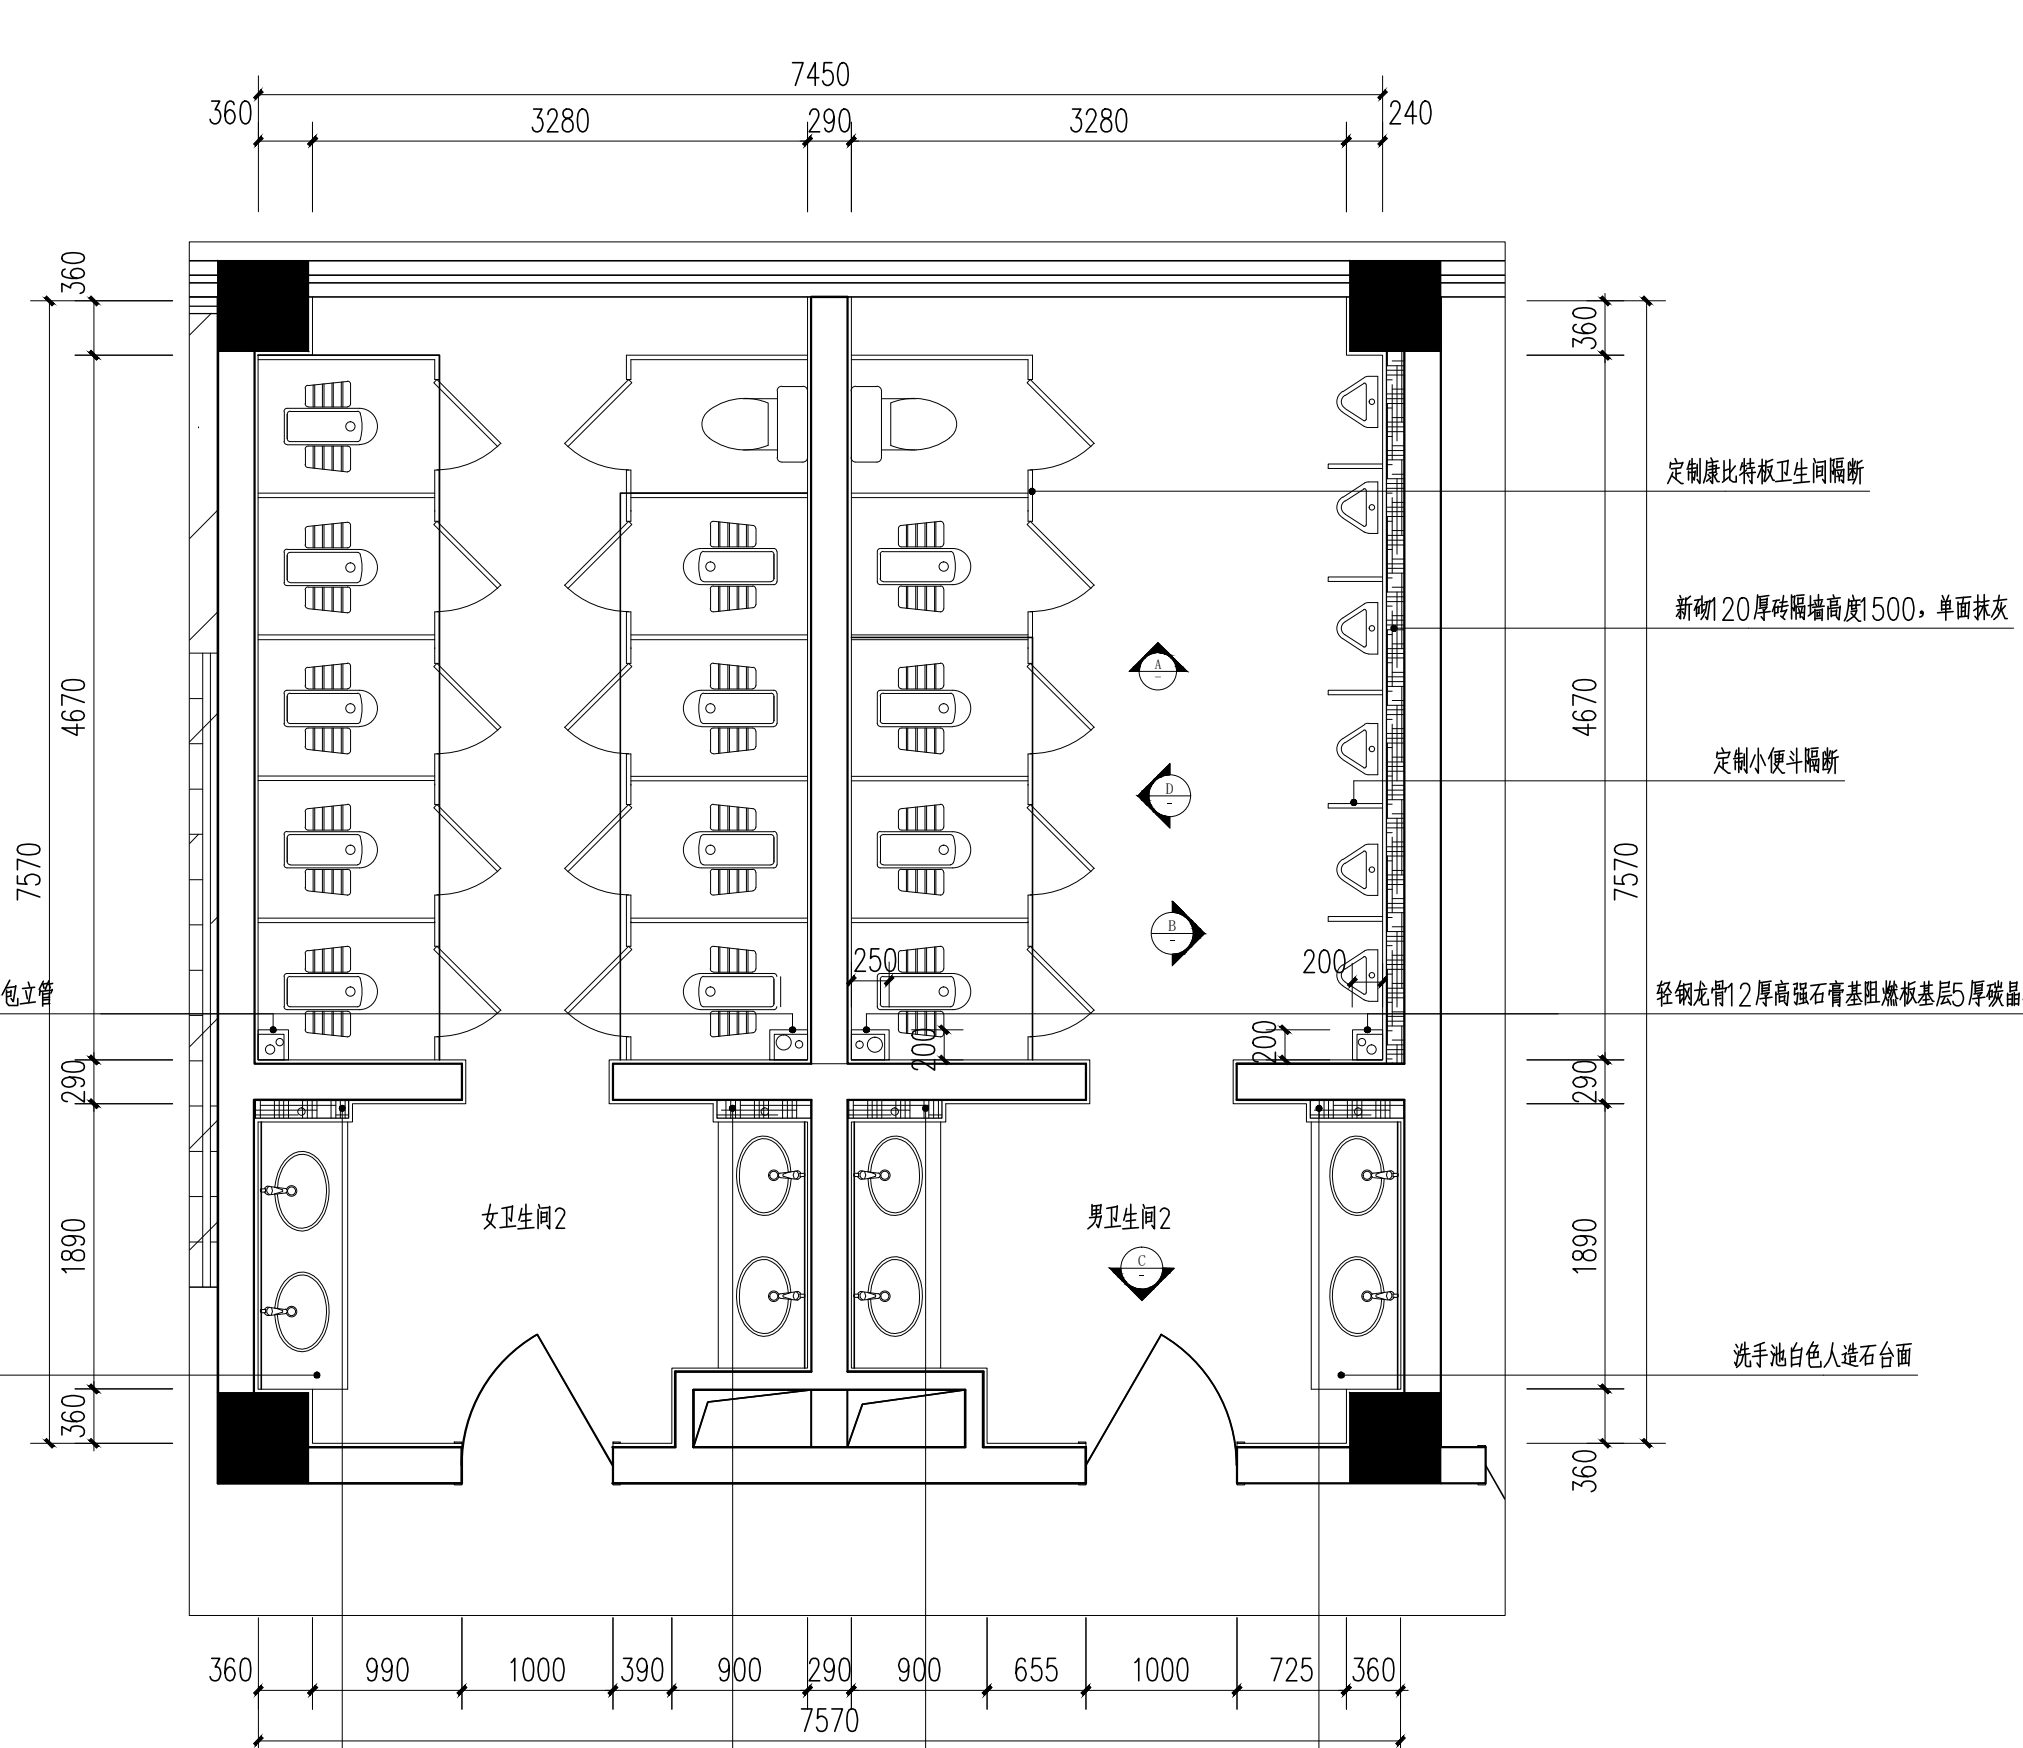 7450
360
3280
290
3280
240
360
360
定制康比特板卫生间隔断
新砌120厚砖隔墙高度1500，单面抹灰
A
4670
4670
定制小便斗隔断
D
7570
7570
B
250
200
包立管
轻钢龙骨12厚高强石膏基阻燃板基层5厚碳晶
200
200
290
290
女卫生间2
男卫生间2
1890
1890
C
洗手池白色人造石台面
360
360
360
990
1000
390
900
290
900
655
1000
725
360
7570